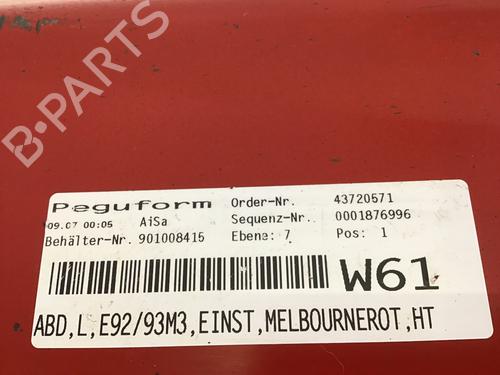 B-PARTS
Peguform
Order-Nr. 43720571
09.07 00:05 AiSa
Sequenz-Nr. 0001876996
Behälter-Nr. 901008415
Ebene: 7 Pos: 1
W61
ABD,L,E92/93M3,EINST,MELBOURNEROT,HT